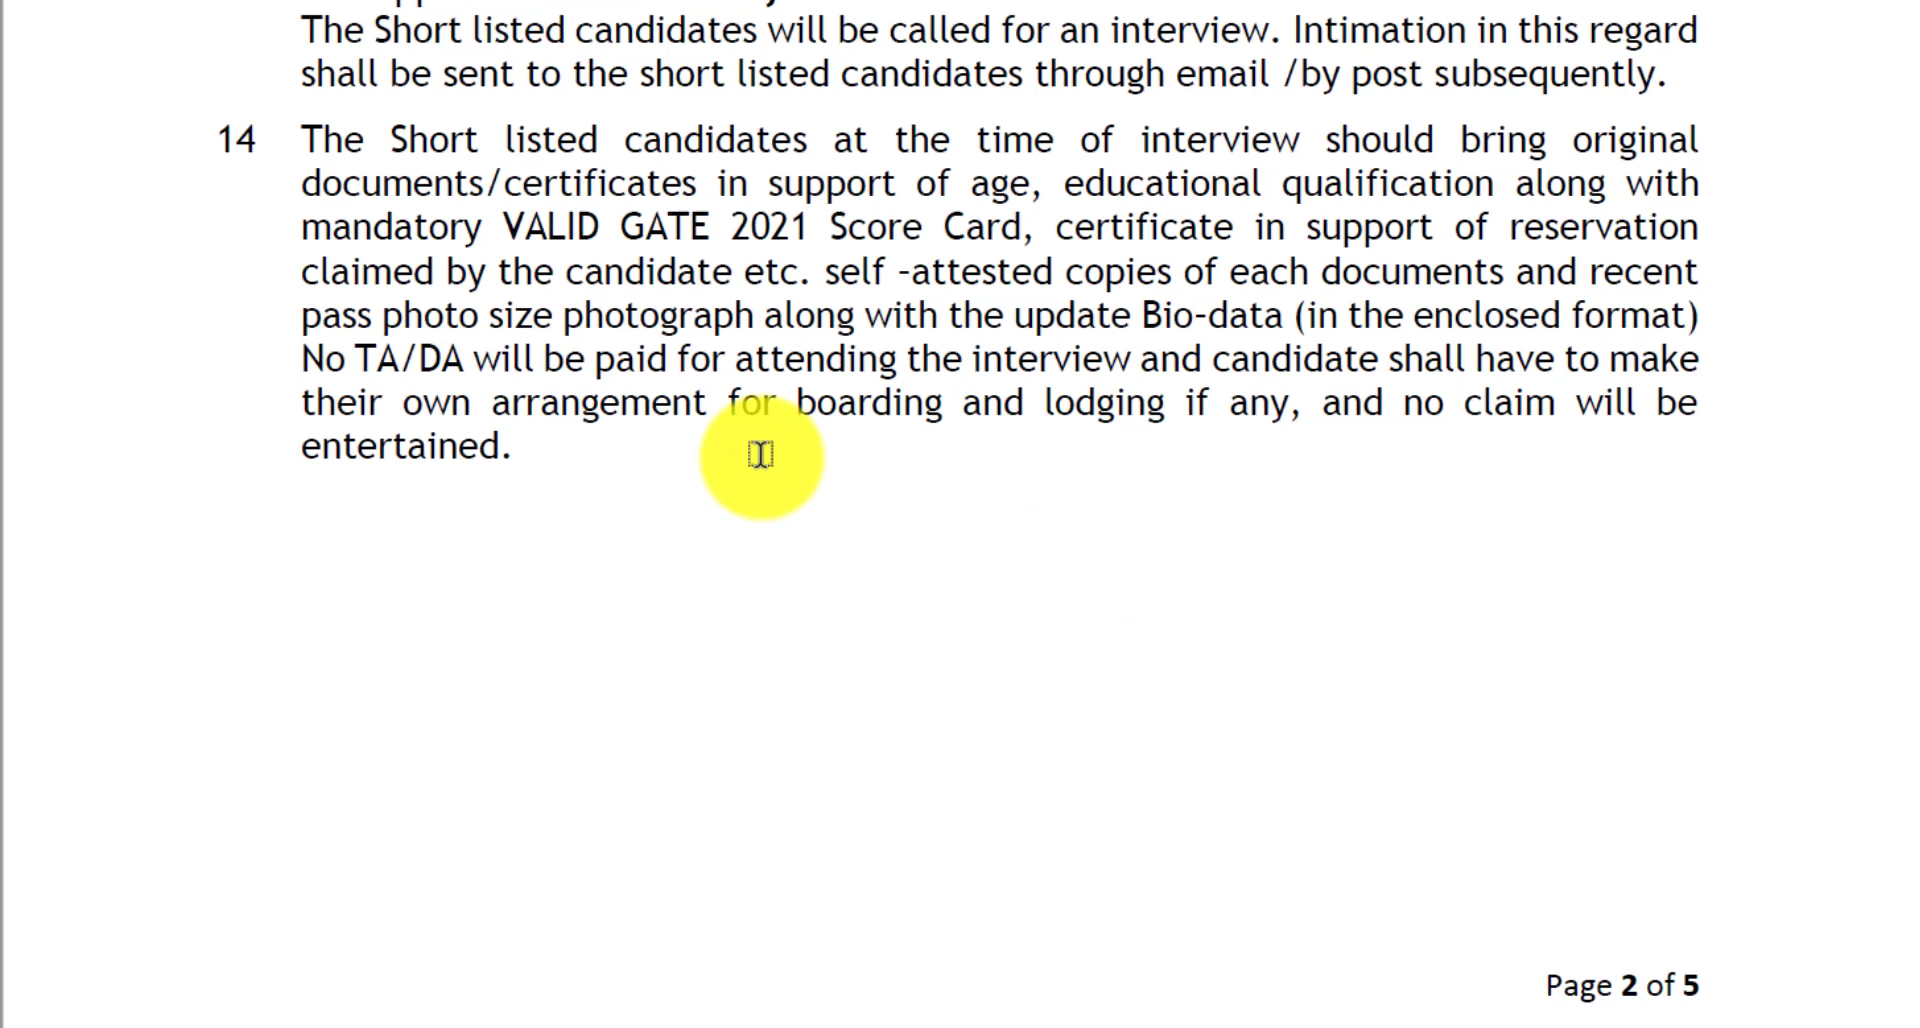 The Short listed candidates will be called for an interview. Intimation in this regard
shall be sent to the short listed candidates through email /by post subsequently.
14 The Short listed candidates at the time of interview should bring original
documents/certificates in support of age, educational qualification along with
mandatory VALID GATE 2021 Score Card, certificate in support of reservation
claimed by the candidate etc. self -attested copies of each documents and recent
pass photo size photograph along with the update Bio-data (in the enclosed format)
No TA/DA will be paid for attending the interview and candidate shall have to make
their own arrangement for boarding and lodging if any, and no claim will be
entertained.
Page 2 of 5